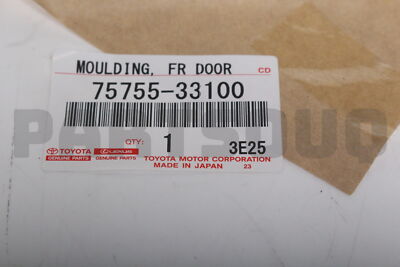 MOULDING, FR DOOR CD
75755-33100
QTY: 1 3E25
TOYOTA LEXUS
GENUINE PARTS GENUINE PARTS
TOYOTA MOTOR CORPORATION
MADE IN JAPAN 23
PARTSOUQ